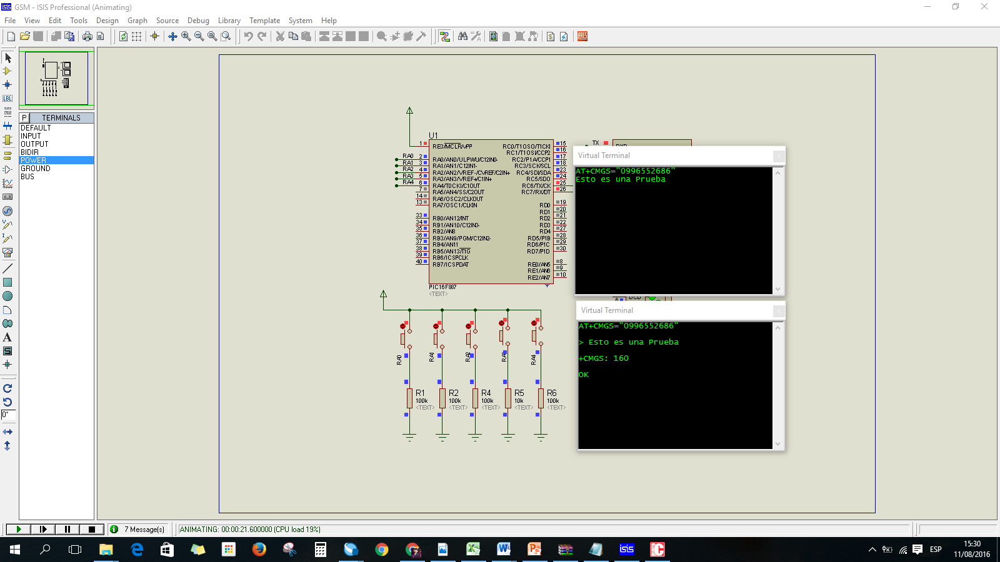 GSM - ISIS Professional (Animating)
File View Edit Tools Design Graph Source Debug Library Template System Help
P TERMINALS
DEFAULT
INPUT
OUTPUT
BIDIR
POWER
GROUND
BUS
LBL
A
S
0°
U1
1 RE3/MCLR/VPP
2 RA0/AN0/ULPWU/C12IN0-
3 RA1/AN1/C12IN1-
4 RA2/AN2/VREF-/CVREF/C2IN+
5 RA3/AN3/VREF+/C1IN+
6 RA4/T0CKI/C1OUT
7 RA5/AN4/SS/C2OUT
14 RA6/OSC2/CLKOUT
13 RA7/OSC1/CLKIN
33 RB0/AN12/INT
34 RB1/AN10/C12IN3-
35 RB2/AN8
36 RB3/AN9/PGM/C12IN2-
37 RB4/AN11
38 RB5/AN13/T1G
39 RB6/ICSPCLK
40 RB7/ICSPDAT
RC0/T1OSO/T1CKI 15
RC1/T1OSI/CCP2 16
RC2/P1A/CCP1 17
RC3/SCK/SCL 18
RC4/SDI/SDA 23
RC5/SDO 24
RC6/TX/CK 25
RC7/RX/DT 26
RD0 19
RD1 20
RD2 21
RD3 22
RD4 27
RD5/P1B 28
RD6/P1C 29
RD7/P1D 30
RE0/AN5 8
RE1/AN6 9
RE2/AN7 10
RA0
RA1
RA2
RA3
RA4
PIC16F887
<TEXT>
TX
Virtual Terminal
AT+CMGS="0996552686"
Esto es una Prueba
Virtual Terminal
AT+CMGS="0996552686"
> Esto es una Prueba
+CMGS: 160
OK
RA0
RA1
RA2
RA3
RA4
R1 R2 R4 R5 R6
100k 100k 100k 10k 100k
<TEXT> <TEXT> <TEXT> <TEXT> <TEXT>
7 Message(s)
ANIMATING: 00:00:21.600000 (CPU load 19%)
ESP
15:30
11/08/2016